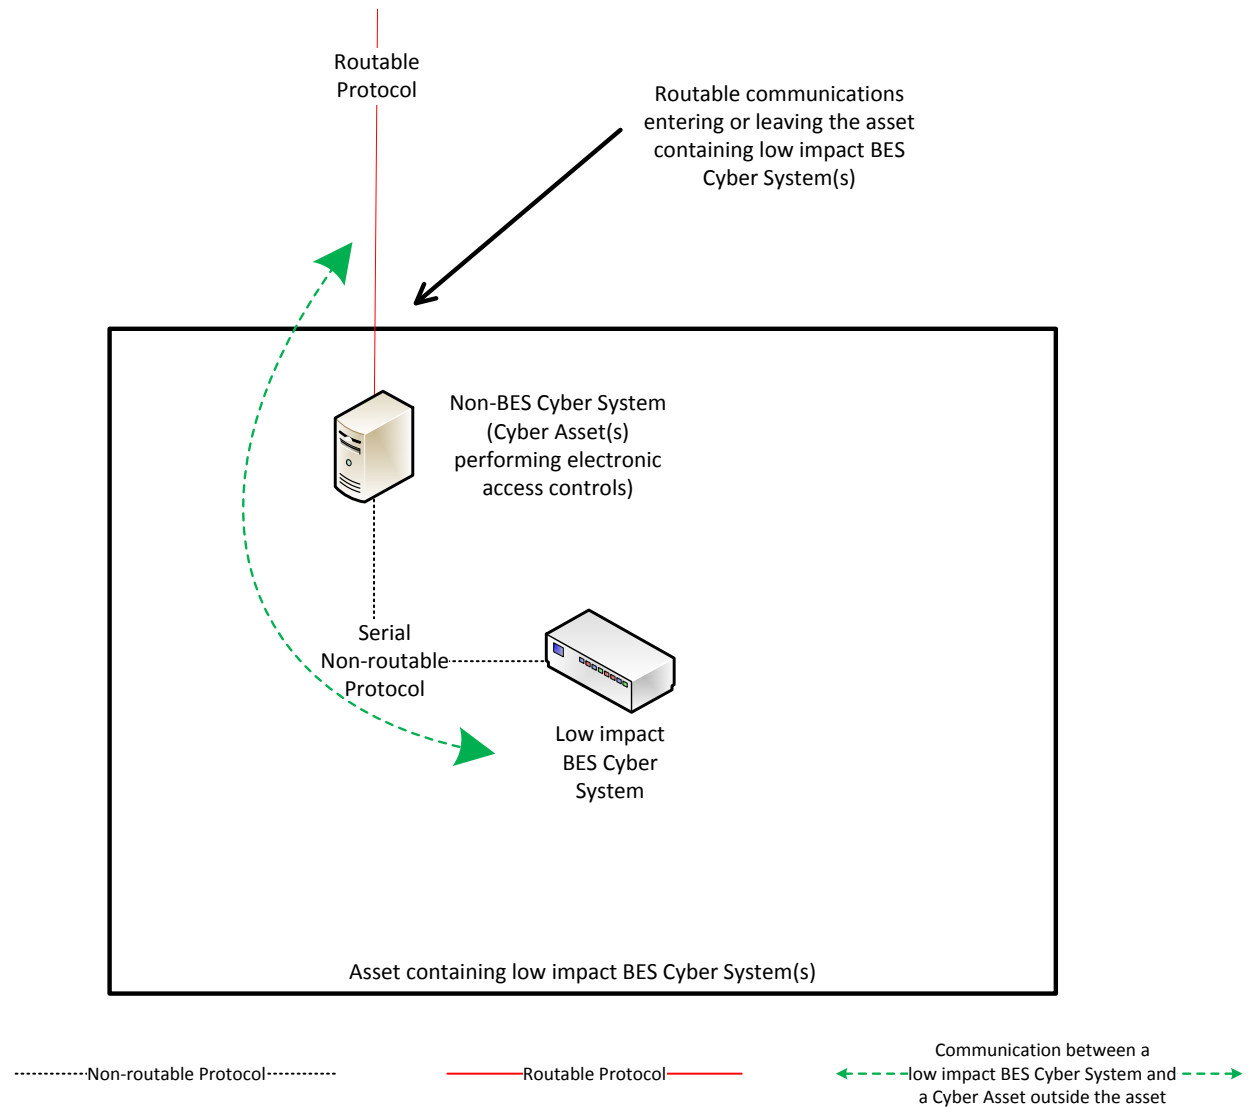 Routable
Protocol
Routable communications
entering or leaving the asset
containing low impact BES
Cyber System(s)
Non-BES Cyber System
(Cyber Asset(s)
performing electronic
access controls)
Serial
Non-routable
Protocol
Low impact
BES Cyber
System
Asset containing low impact BES Cyber System(s)
Non-routable Protocol
Routable Protocol
Communication between a
low impact BES Cyber System and
a Cyber Asset outside the asset